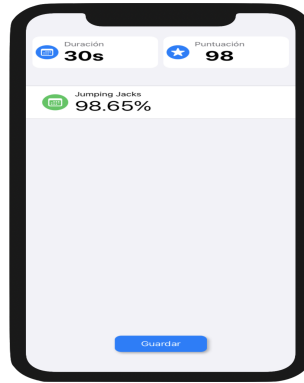 Duración
30s
Puntuación
98
Jumping Jacks
98.65%
Guardar